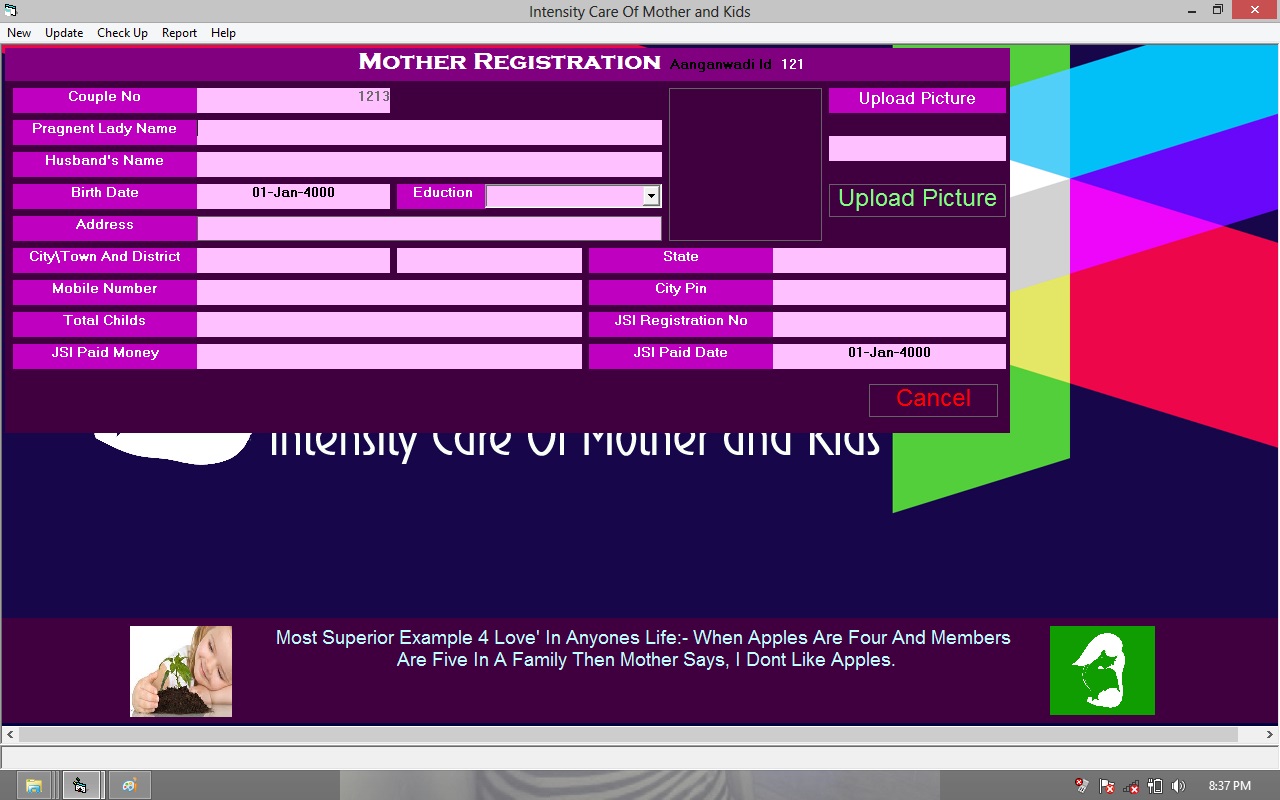 Intensity Care Of Mother and Kids
New Update Check Up Report Help
Mother Registration Aanganwadi Id 121
Couple No 1213 Upload Picture
Pragnent Lady Name
Husband's Name
Birth Date 01-Jan-4000 Eduction Upload Picture
Address
City\Town And District State
Mobile Number City Pin
Total Childs JSI Registration No
JSI Paid Money JSI Paid Date 01-Jan-4000
Cancel
Intensity Care Of Mother and Kids
Most Superior Example 4 Love' In Anyones Life:- When Apples Are Four And Members
Are Five In A Family Then Mother Says, I Dont Like Apples.
8:37 PM